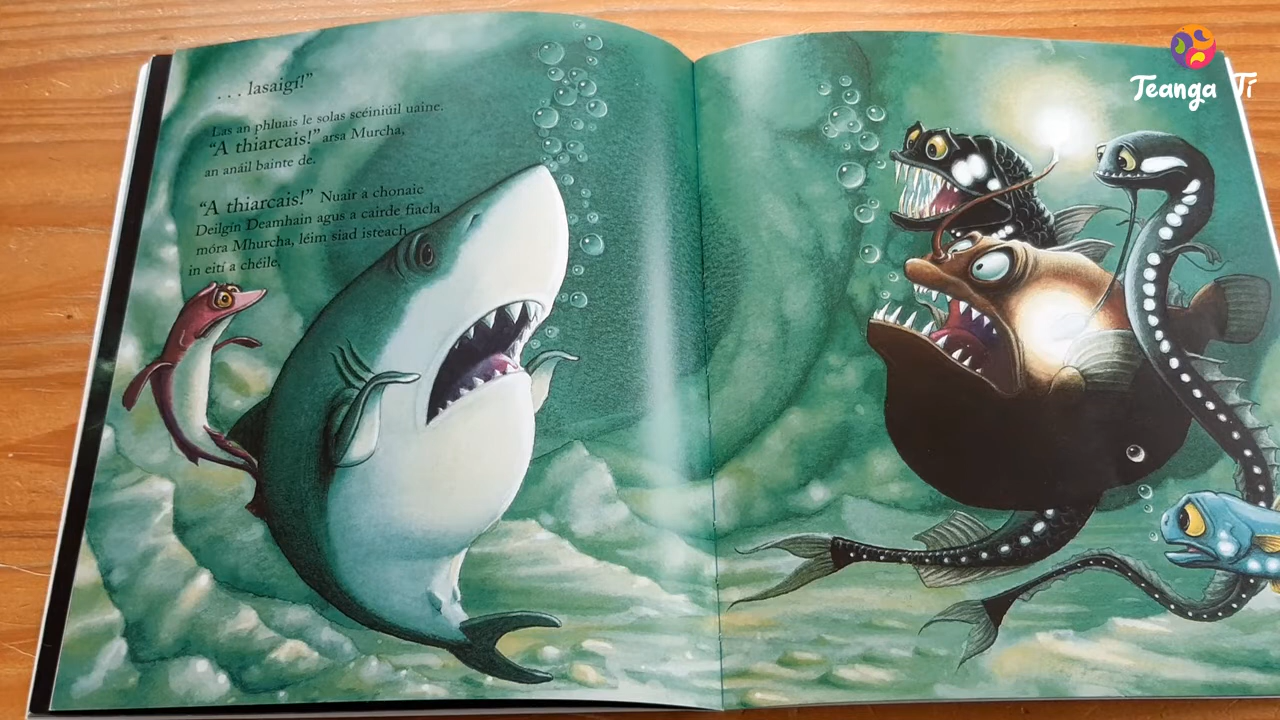 . . . lasaigí!”
Las an phluais le solas scéiniúil uaine.
“A thiarcais!” arsa Murcha,
an anáil bainte de.
“A thiarcais!” Nuair a chonaic
Deilgín Deamhain agus a cairde fiacla
móra Mhurcha, léim siad isteach
in eití a chéile.
Teanga Tí